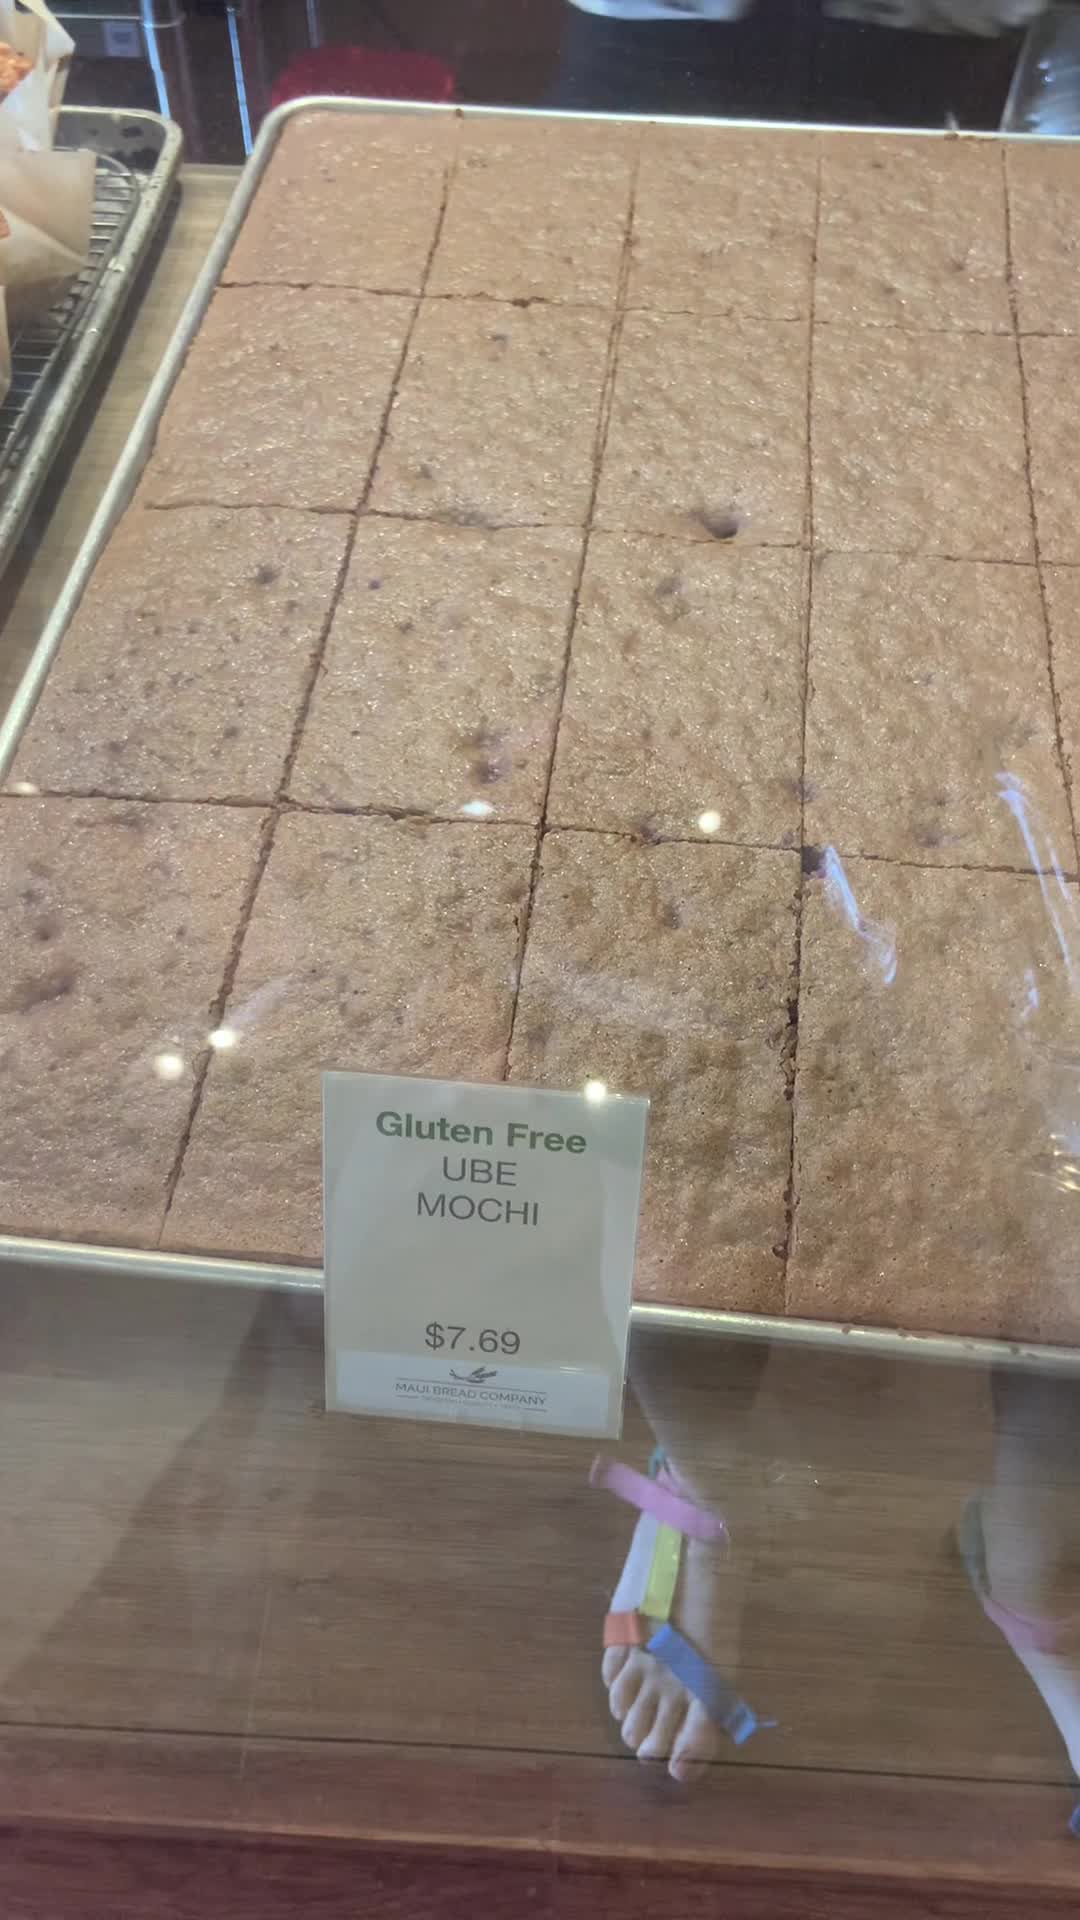 Gluten Free
UBE
MOCHI
$7.69
MAUI BREAD COMPANY